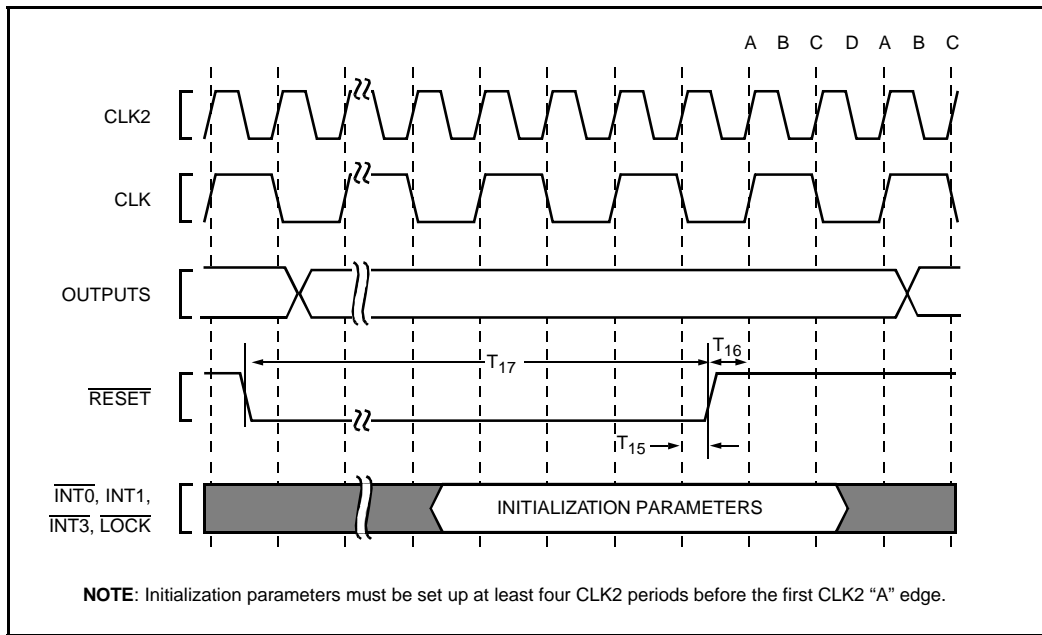 A B C D A B C
CLK2
CLK
OUTPUTS
T16
T17
RESET
T15
INT0, INT1,
INT3, LOCK
INITIALIZATION PARAMETERS
NOTE: Initialization parameters must be set up at least four CLK2 periods before the first CLK2 “A” edge.